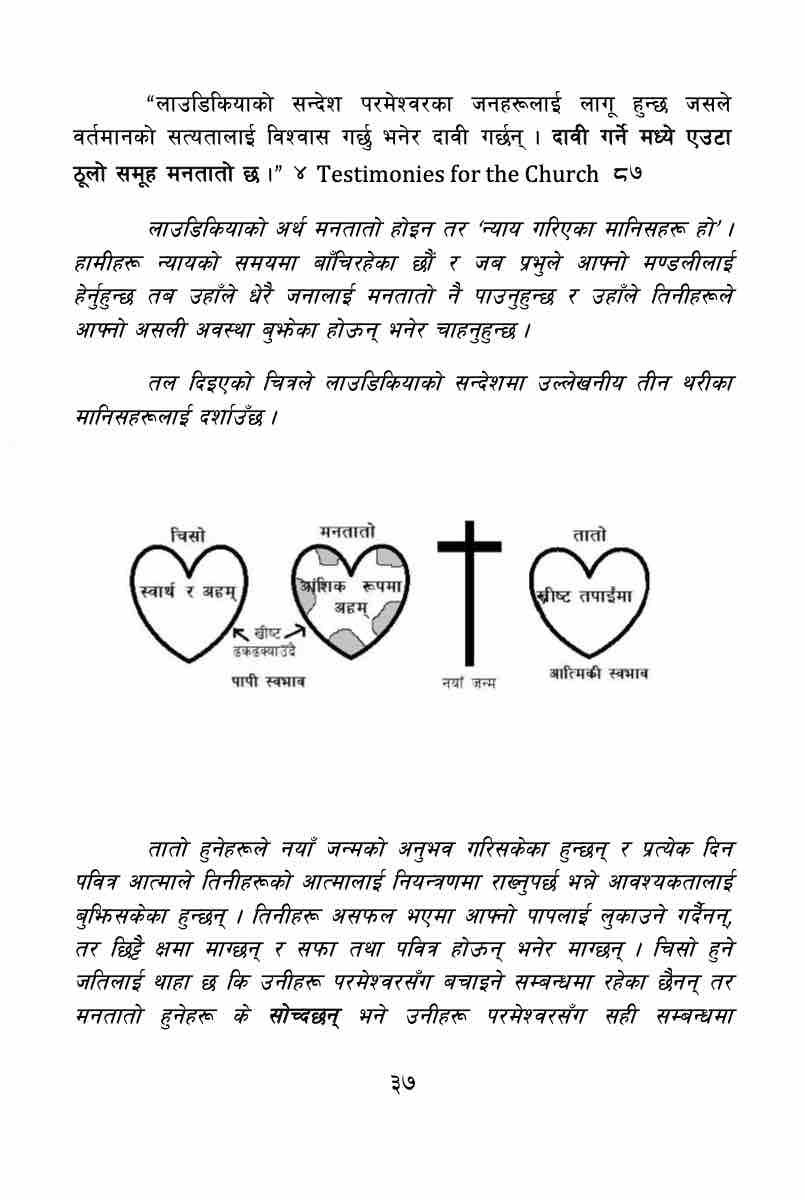 “लाउडिकियाको सन्देश परमेश्वरका जनहरूलाई लागू हुन्छ जसले
वर्तमानको सत्यतालाई विश्वास गर्छु भनेर दावी गर्छन् । दावी गर्ने मध्ये एउटा
ठूलो समूह मनतातो छ ।” ४ Testimonies for the Church ८७
लाउडिकियाको अर्थ मनतातो होइन तर ‘न्याय गरिएका मानिसहरू हो’ ।
हामीहरू न्यायको समयमा बाँचिरहेका छौं र जब प्रभुले आफ्नो मण्डलीलाई
हेर्नुहुन्छ तब उहाँले धेरै जनालाई मनतातो नै पाउनुहुन्छ र उहाँले तिनीहरूले
आफ्नो असली अवस्था बुझेका होऊन् भनेर चाहनुहुन्छ ।
तल दिइएको चित्रले लाउडिकियाको सन्देशमा उल्लेखनीय तीन थरीका
मानिसहरूलाई दर्शाउँछ ।
चिसो
मनतातो
तातो
स्वार्थ र अहम्
आंशिक रूपमा
अहम्
ख्रीष्ट तपाईंमा
ख्रीष्ट
ढकढक्याउँदै
पापी स्वभाव
नयाँ जन्म
आत्मिकी स्वभाव
तातो हुनेहरूले नयाँ जन्मको अनुभव गरिसकेका हुन्छन् र प्रत्येक दिन
पवित्र आत्माले तिनीहरूको आत्मालाई नियन्त्रणमा राख्नुपर्छ भन्ने आवश्यकतालाई
बुझिसकेका हुन्छन् । तिनीहरू असफल भएमा आफ्नो पापलाई लुकाउने गर्दैनन्,
तर छिट्टै क्षमा माग्छन् र सफा तथा पवित्र होऊन् भनेर माग्छन् । चिसो हुने
जतिलाई थाहा छ कि उनीहरू परमेश्वरसँग बचाइने सम्बन्धमा रहेका छैनन् तर
मनतातो हुनेहरू के सोच्दछन् भने उनीहरू परमेश्वरसँग सही सम्बन्धमा
३७